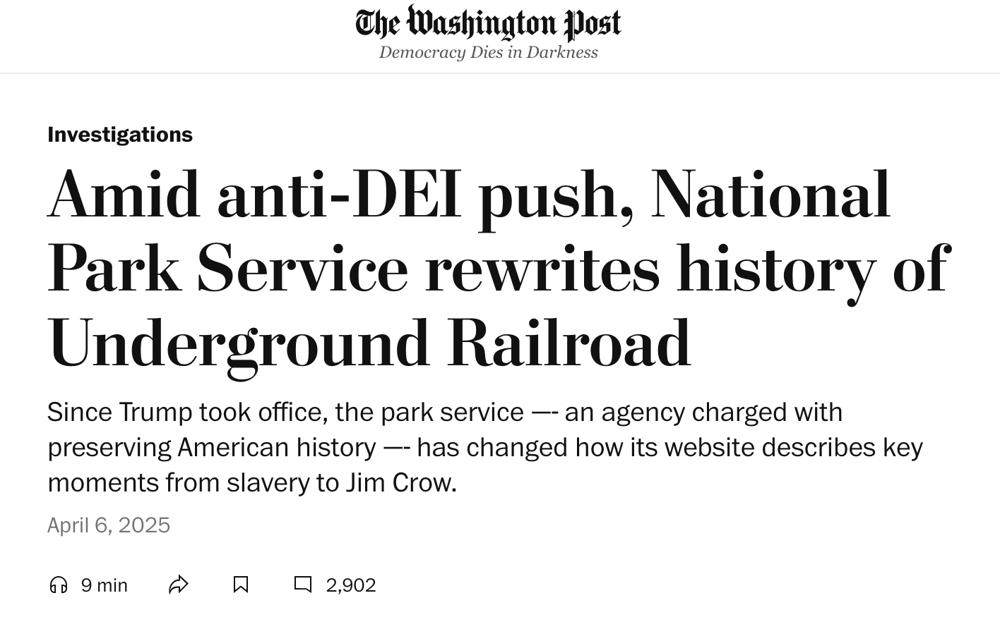 The Washington Post
Democracy Dies in Darkness
Investigations
Amid anti-DEI push, National
Park Service rewrites history of
Underground Railroad
Since Trump took office, the park service —- an agency charged with
preserving American history —- has changed how its website describes key
moments from slavery to Jim Crow.
April 6, 2025
9 min 2,902